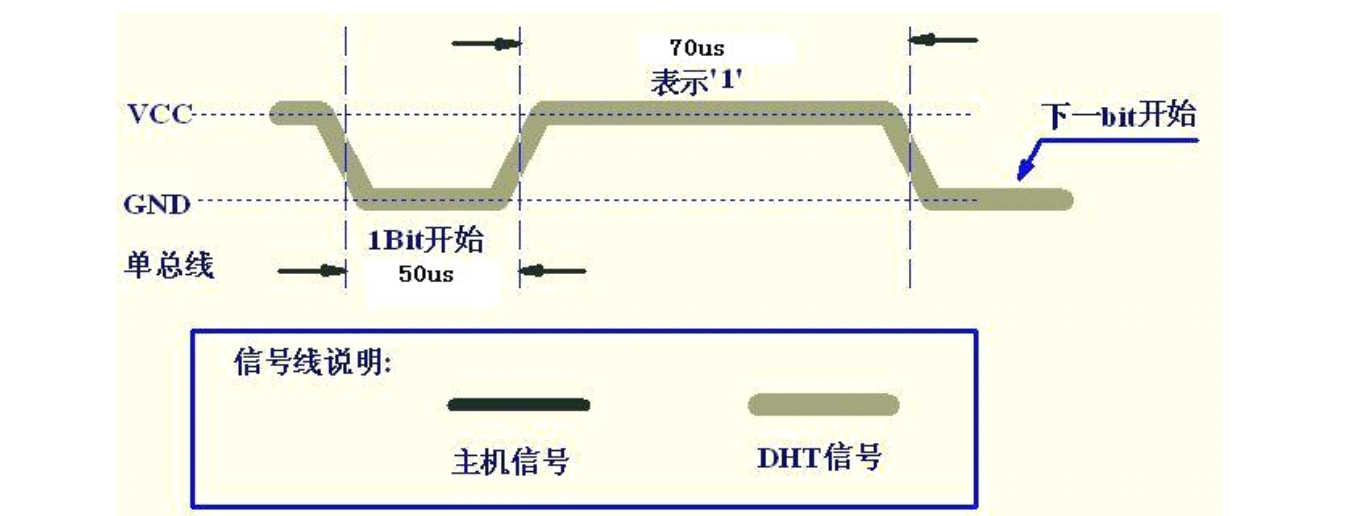 70us
表示'1'
VCC
下一bit开始
GND
1Bit开始
单总线
50us
信号线说明:
主机信号
DHT信号